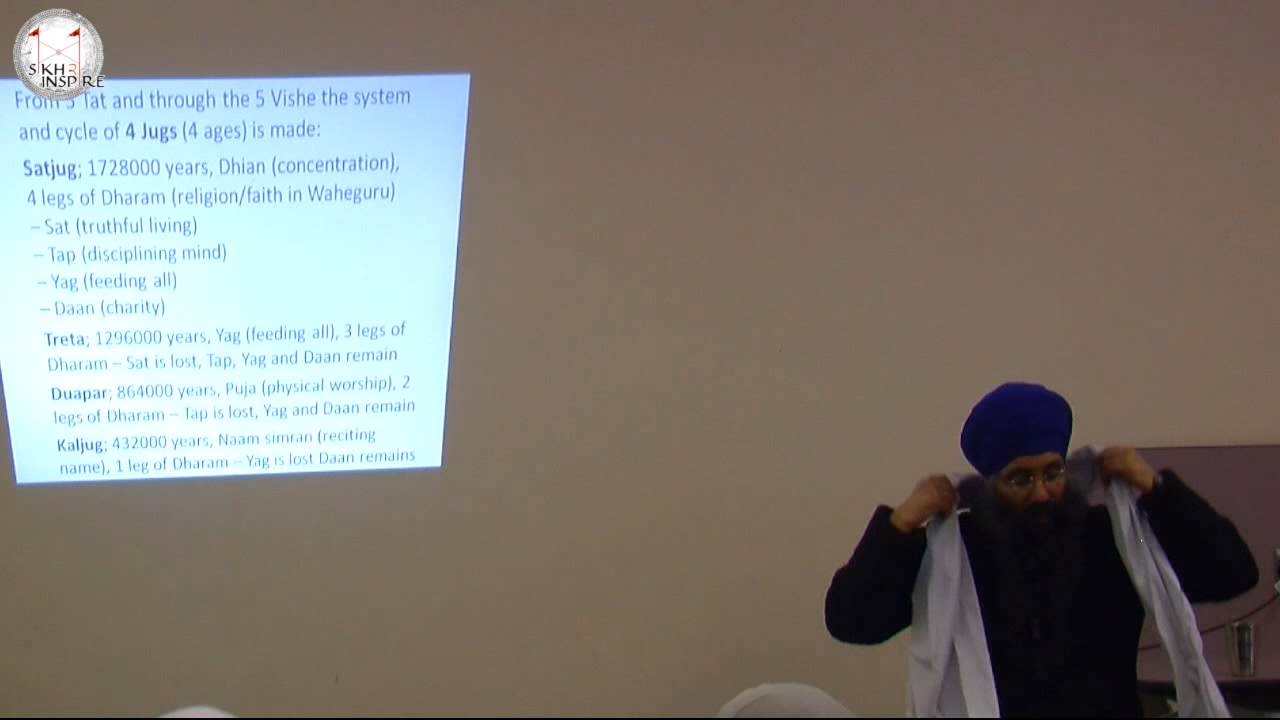 SIKH
INSPIRE
From 5 Tat and through the 5 Vishe the system
and cycle of 4 Jugs (4 ages) is made:
Satjug; 1728000 years, Dhian (concentration),
4 legs of Dharam (religion/faith in Waheguru)
– Sat (truthful living)
– Tap (disciplining mind)
– Yag (feeding all)
– Daan (charity)
Treta; 1296000 years, Yag (feeding all), 3 legs of
Dharam – Sat is lost, Tap, Yag and Daan remain
Duapar; 864000 years, Puja (physical worship), 2
legs of Dharam – Tap is lost, Yag and Daan remain
Kaljug; 432000 years, Naam simran (reciting
name), 1 leg of Dharam – Yag is lost Daan remains